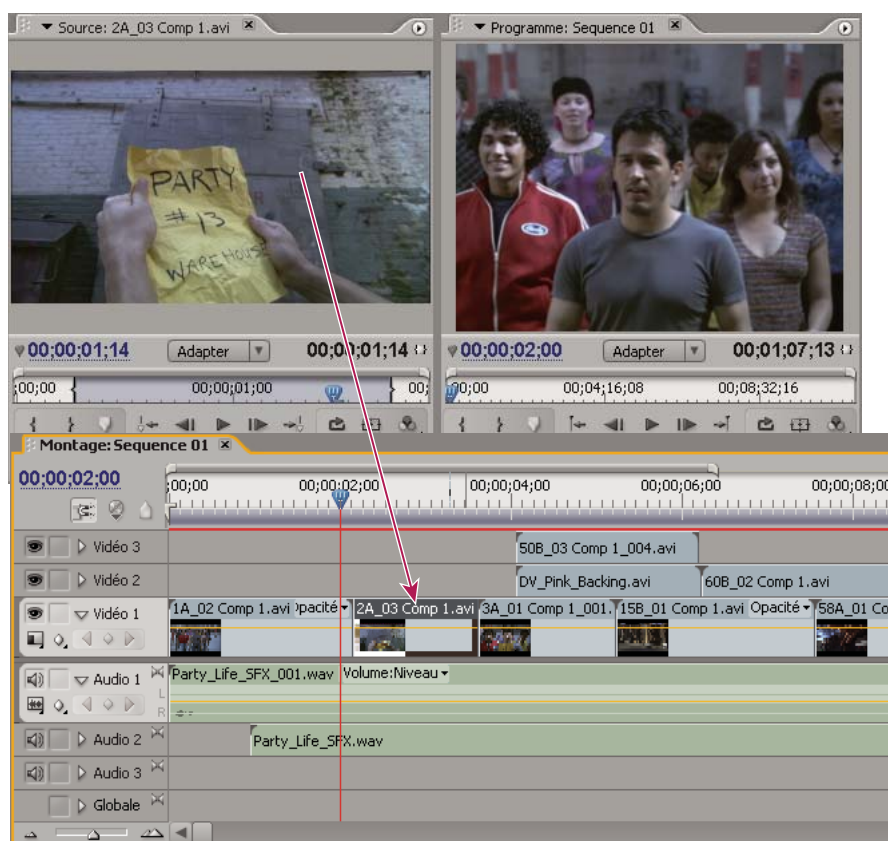 Source: 2A_03 Comp 1.avi
Programme: Sequence 01
PARTY
# 13
WAREHOUSE
00;00;01;14 Adapter 00;00;01;14
00;00;02;00 Adapter 00;01;07;13
;00;00 00;00;01;00 00;
00;00 00;04;16;08 00;08;32;16
Montage: Sequence 01
00;00;02;00
;00;00 00;00;02;00 00;00;04;00 00;00;06;00 00;00;08;00
Vidéo 3
50B_03 Comp 1_004.avi
Vidéo 2
DV_Pink_Backing.avi 60B_02 Comp 1.avi
Vidéo 1
1A_02 Comp 1.avi Opacité 2A_03 Comp 1.avi 3A_01 Comp 1_001. 15B_01 Comp 1.avi Opacité 58A_01 Co
Audio 1
L
R
Party_Life_SFX_001.wav Volume:Niveau
Audio 2
Party_Life_SFX.wav
Audio 3
Globale